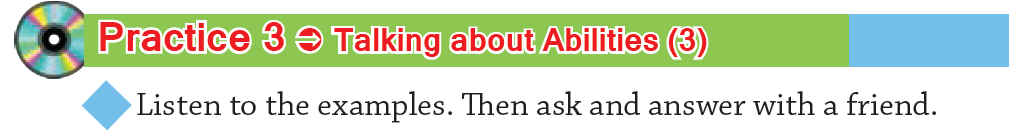 Practice 3 ➲ Talking about Abilities (3)
Listen to the examples. Then ask and answer with a friend.